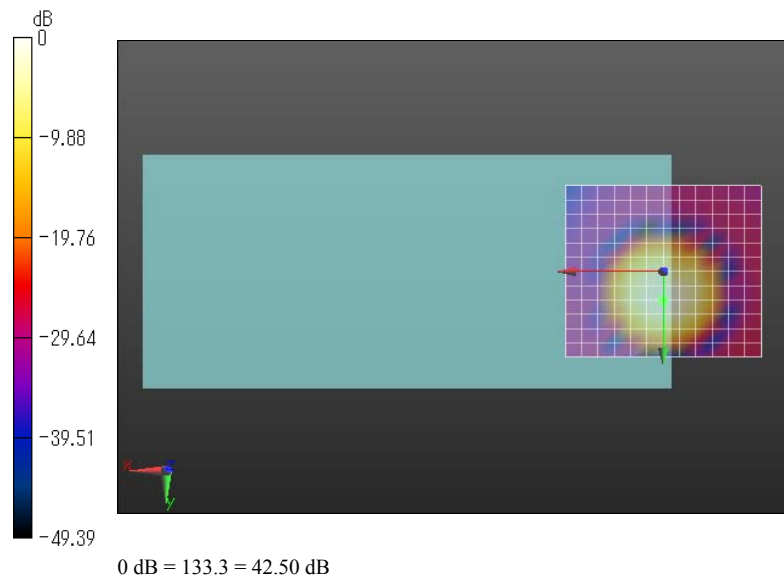 dB
0
-9.88
-19.76
-29.64
-39.51
-49.39
X
Z
y
0 dB = 133.3 = 42.50 dB